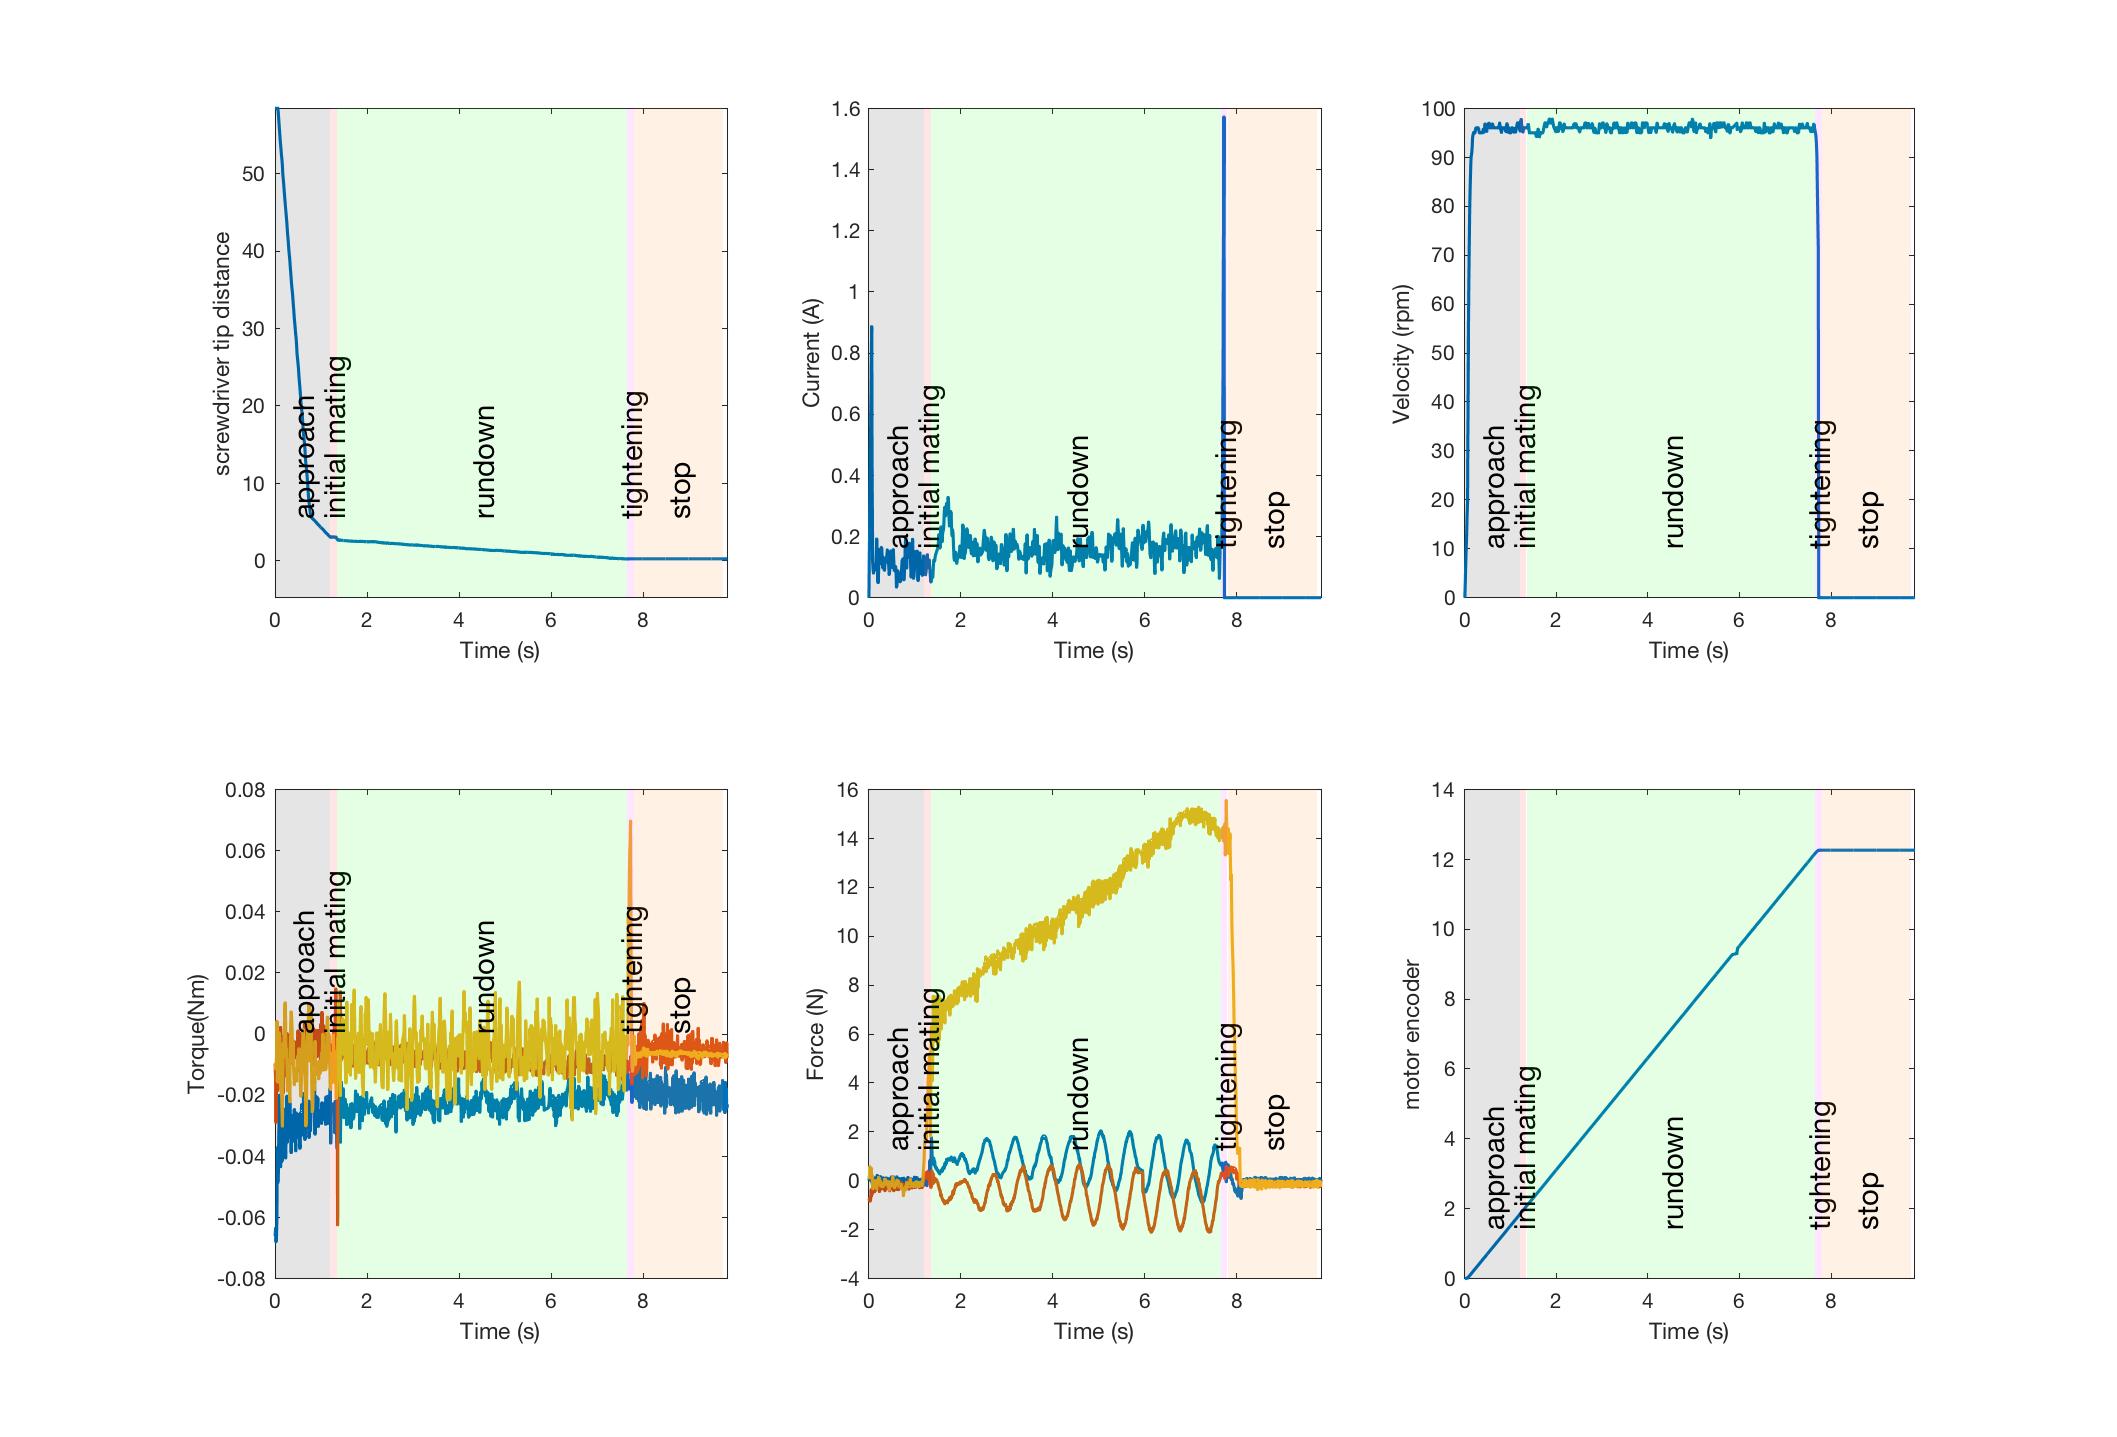 screwdriver tip distance
50
40
30
20
10
0
approach
initial mating
rundown
tightening
stop
0 2 4 6 8
Time (s)
Current (A)
1.6
1.4
1.2
1
0.8
0.6
0.4
0.2
0
approach
initial mating
rundown
tightening
stop
0 2 4 6 8
Time (s)
Velocity (rpm)
100
90
80
70
60
50
40
30
20
10
0
approach
initial mating
rundown
tightening
stop
0 2 4 6 8
Time (s)
Torque(Nm)
0.08
0.06
0.04
0.02
0
-0.02
-0.04
-0.06
-0.08
approach
initial mating
rundown
tightening
stop
0 2 4 6 8
Time (s)
Force (N)
16
14
12
10
8
6
4
2
0
-2
-4
approach
initial mating
rundown
tightening
stop
0 2 4 6 8
Time (s)
motor encoder
14
12
10
8
6
4
2
0
approach
initial mating
rundown
tightening
stop
0 2 4 6 8
Time (s)